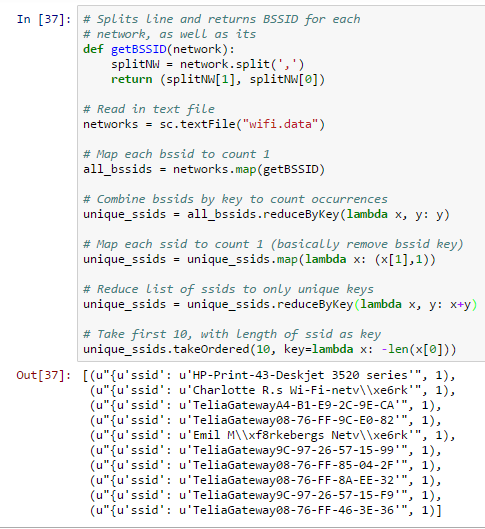 In [37]: # Splits line and returns BSSID for each
# network, as well as its
def getBSSID(network):
    splitNW = network.split(',')
    return (splitNW[1], splitNW[0])

# Read in text file
networks = sc.textFile("wifi.data")

# Map each bssid to count 1
all_bssids = networks.map(getBSSID)

# Combine bssids by key to count occurrences
unique_ssids = all_bssids.reduceByKey(lambda x, y: y)

# Map each ssid to count 1 (basically remove bssid key)
unique_ssids = unique_ssids.map(lambda x: (x[1],1))

# Reduce list of ssids to only unique keys
unique_ssids = unique_ssids.reduceByKey(lambda x, y: x+y)

# Take first 10, with length of ssid as key
unique_ssids.takeOrdered(10, key=lambda x: -len(x[0]))
Out[37]: [(u"{u'ssid': u'HP-Print-43-Deskjet 3520 series'", 1),
(u"{u'ssid': u'Charlotte R.s Wi-Fi-netv\\xe6rk'", 1),
(u"{u'ssid': u'TeliaGatewayA4-B1-E9-2C-9E-CA'", 1),
(u"{u'ssid': u'TeliaGateway08-76-FF-9C-E0-82'", 1),
(u"{u'ssid': u'Emil M\\xf8rkebergs Netv\\xe6rk'", 1),
(u"{u'ssid': u'TeliaGateway9C-97-26-57-15-99'", 1),
(u"{u'ssid': u'TeliaGateway08-76-FF-85-04-2F'", 1),
(u"{u'ssid': u'TeliaGateway08-76-FF-8A-EE-32'", 1),
(u"{u'ssid': u'TeliaGateway9C-97-26-57-15-F9'", 1),
(u"{u'ssid': u'TeliaGateway08-76-FF-46-3E-36'", 1)]